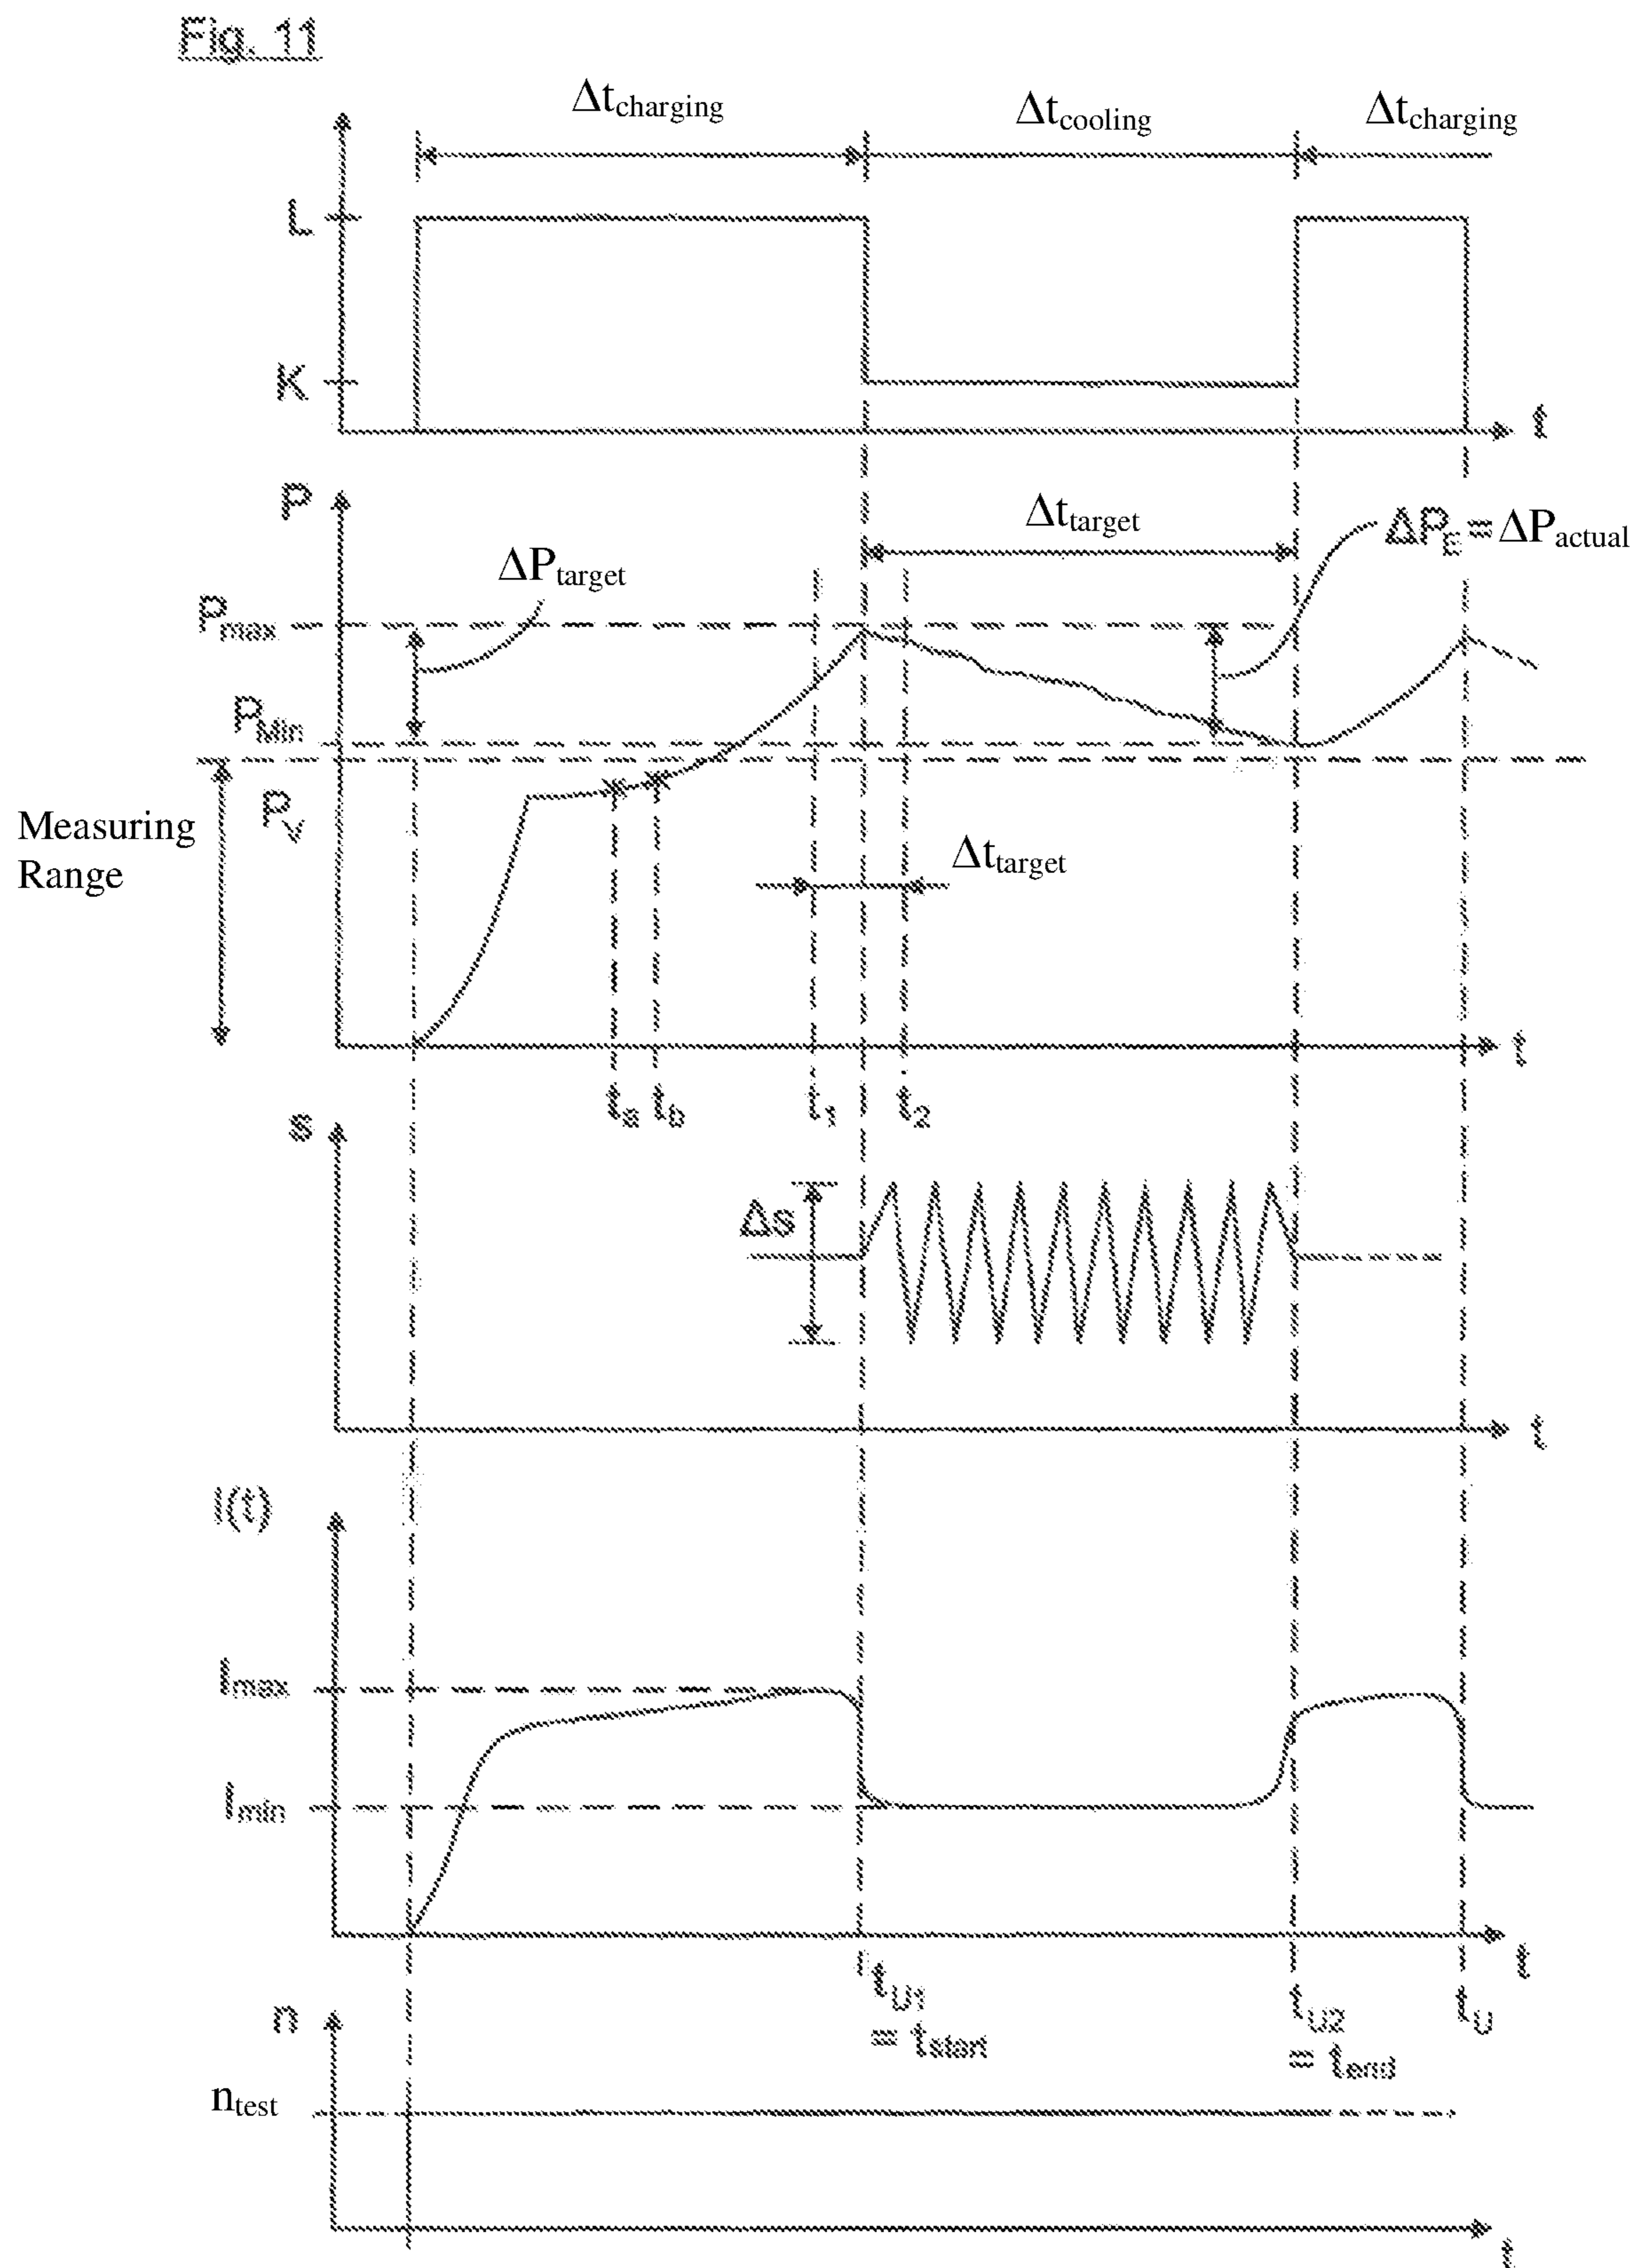 Fig. 11
Δtcharging
Δtcooling
Δtcharging
L
K
t
P
Δttarget
ΔPE = ΔPactual
ΔPtarget
Pmax
PMin
PV
Measuring
Range
Δttarget
t
ta
tb
t1
t2
s
Δs
t
I(t)
Imax
Imin
t
tU1
= tstart
tU2
= tend
tU
n
ntest
t